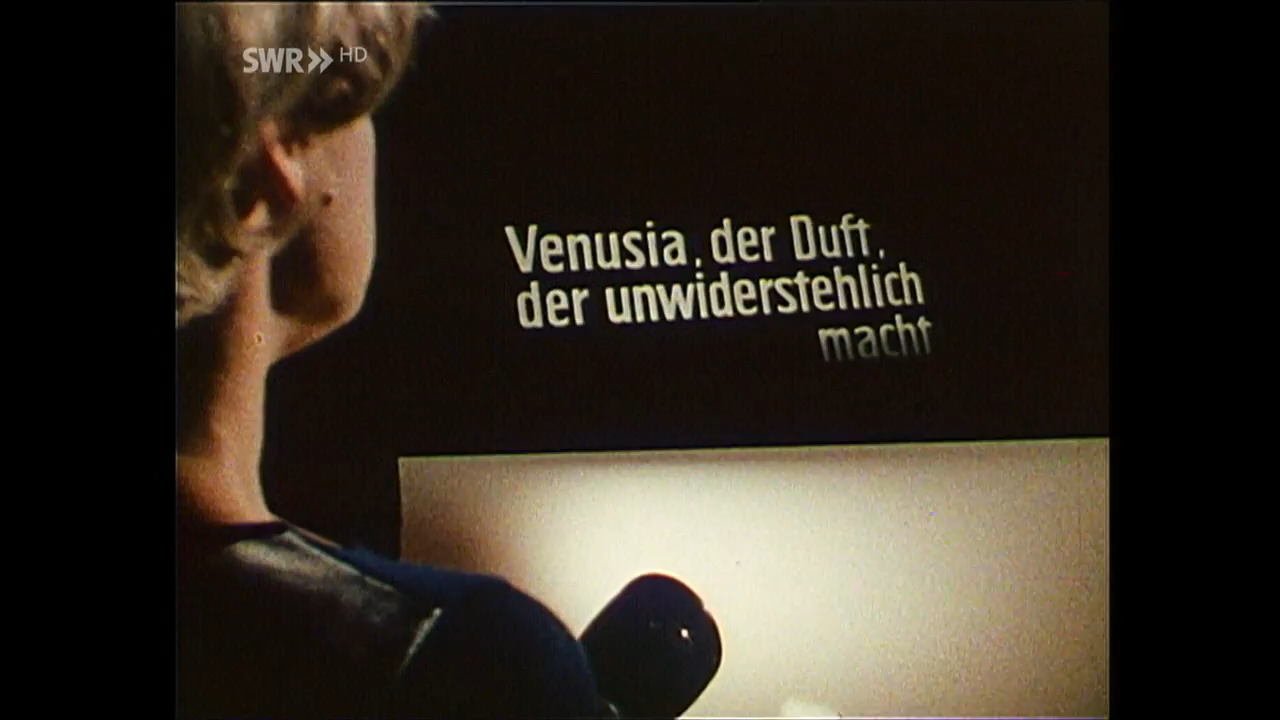 SWR HD
Venusia, der Duft,
der unwiderstehlich
macht